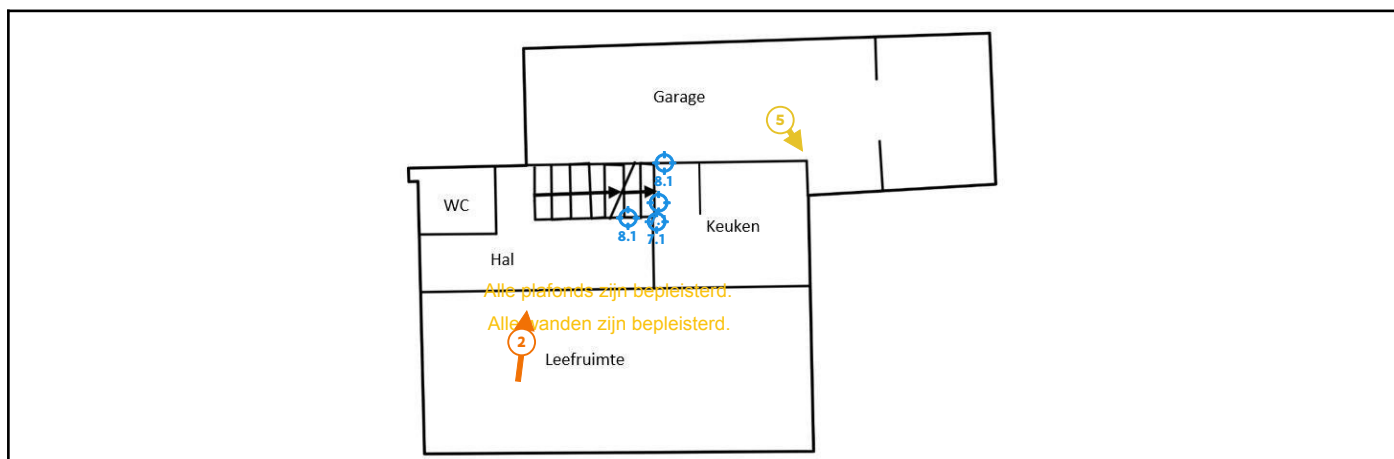 Garage
5
8.1
WC
8.1
7.1
Keuken
Hal
Alle plafonds zijn bepleisterd.
Alle wanden zijn bepleisterd.
2
Leefruimte